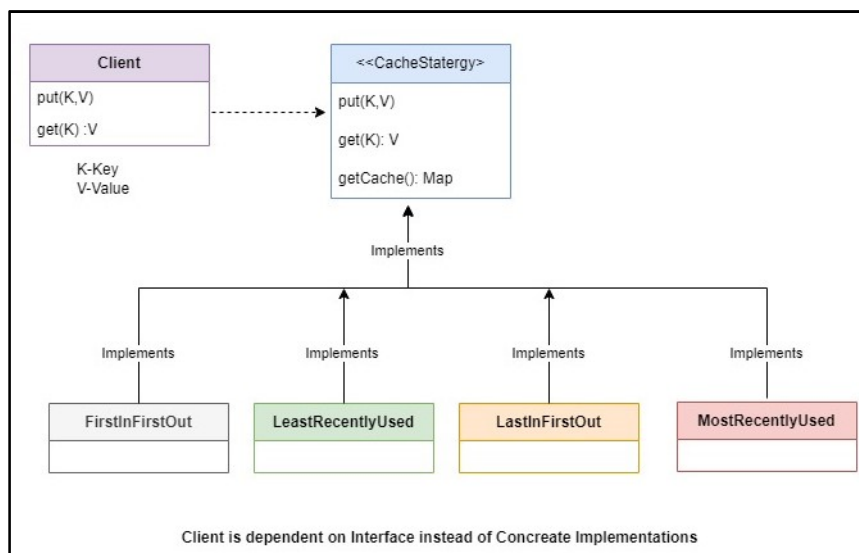 Client
put(K,V)
get(K) :V
K-Key
V-Value
<<CacheStatergy>
put(K,V)
get(K): V
getCache(): Map
Implements
Implements
Implements
Implements
Implements
FirstInFirstOut
LeastRecentlyUsed
LastInFirstOut
MostRecentlyUsed
Client is dependent on Interface instead of Concreate Implementations